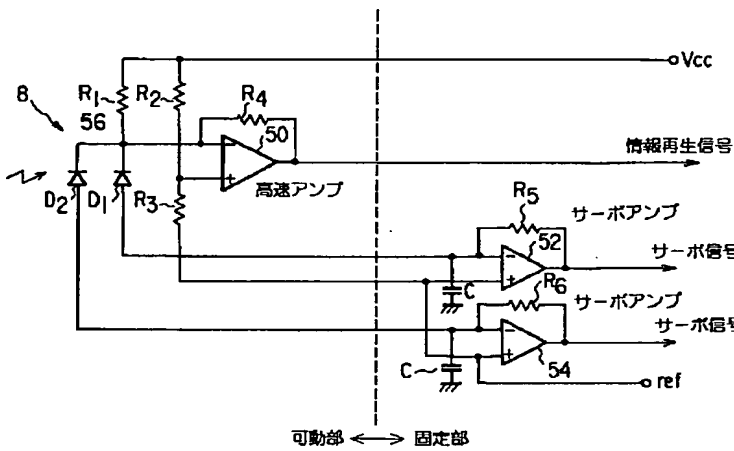 Vcc
8
R1
56
R2
R4
50
情報再生信号
D2
D1
R3
高速アンプ
R5
サーボアンプ
52
サーボ信号
C
R6
サーボアンプ
サーボ信号
54
C
ref
可動部
固定部